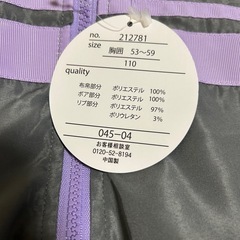 no. 212781
size 胸囲 53～59
110
quality
布帛部分 ポリエステル 100%
ボア部分 ポリエステル 100%
リブ部分 ポリエステル 97%
ポリウレタン 3%
045-04
お客様相談室
0120-52-8194
中国製